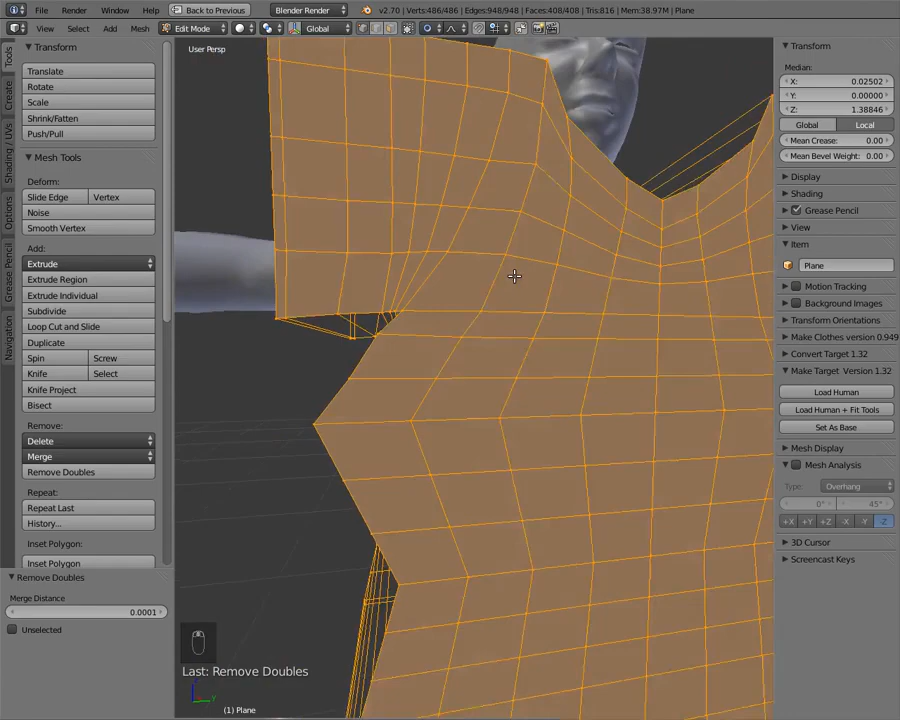 File
Render
Window
Help
Back to Previous
Blender Render
v2.70 | Verts:486/486 | Edges:948/948 | Faces:408/408 | Tris:816 | Mem:38.97M | Plane
View
Select
Add
Mesh
Edit Mode
Global
Tools
Create
Shading / UVs
Options
Grease Pencil
Navigation
Transform
Translate
Rotate
Scale
Shrink/Fatten
Push/Pull
Mesh Tools
Deform:
Slide Edge
Vertex
Noise
Smooth Vertex
Add:
Extrude
Extrude Region
Extrude Individual
Subdivide
Loop Cut and Slide
Duplicate
Spin
Screw
Knife
Select
Knife Project
Bisect
Remove:
Delete
Merge
Remove Doubles
Repeat:
Repeat Last
History...
Inset Polygon:
Inset Polygon
Remove Doubles
Merge Distance
0.0001
Unselected
User Persp
Last: Remove Doubles
(1) Plane
Transform
Median:
X: 0.02502
Y: 0.00000
Z: 1.38846
Global
Local
Mean Crease: 0.00
Mean Bevel Weight: 0.00
Display
Shading
Grease Pencil
View
Item
Plane
Motion Tracking
Background Images
Transform Orientations
Make Clothes version 0.949
Convert Target 1.32
Make Target Version 1.32
Load Human
Load Human + Fit Tools
Set As Base
Mesh Display
Mesh Analysis
Type:
Overhang
0°
45°
+X
+Y
+Z
-X
-Y
-Z
3D Cursor
Screencast Keys